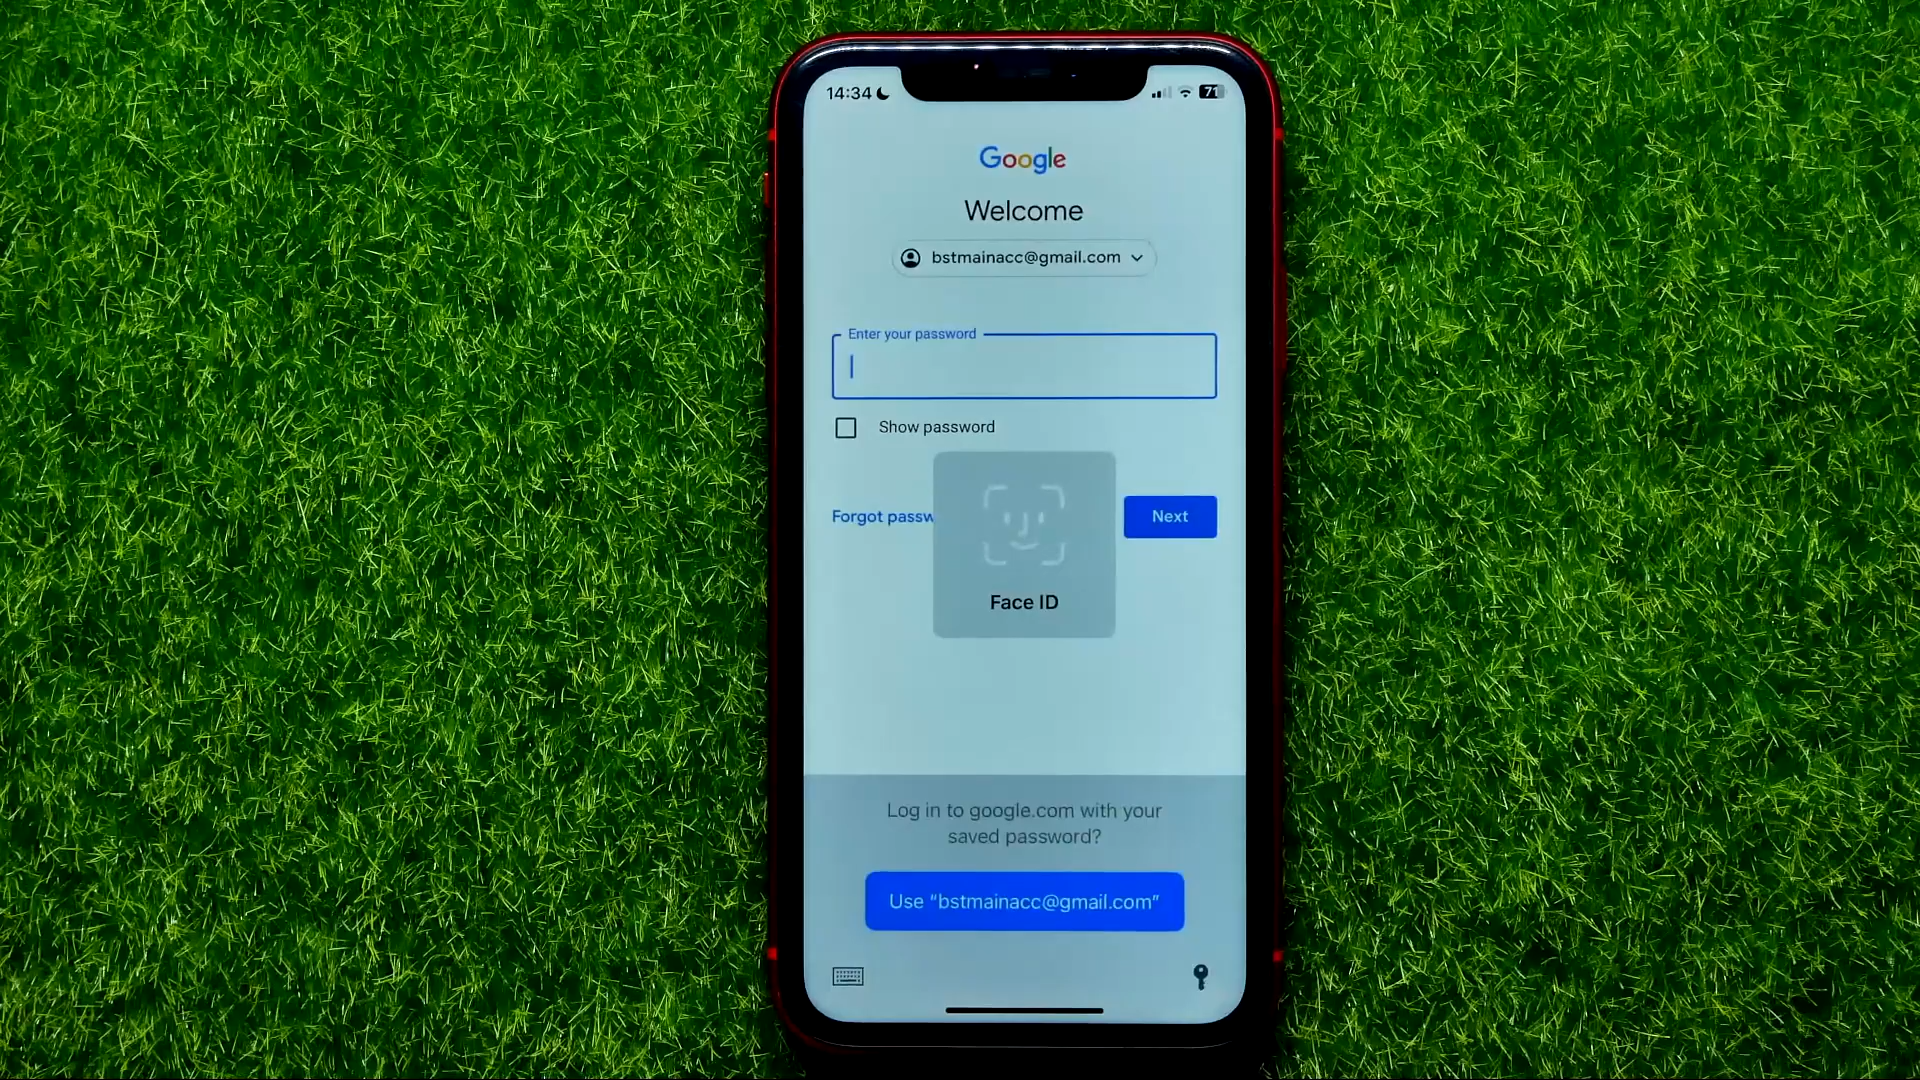 14:34
71
Google
Welcome
bstmainacc@gmail.com
Enter your password
Show password
Forgot passw
Next
Face ID
Log in to google.com with your
saved password?
Use “bstmainacc@gmail.com”